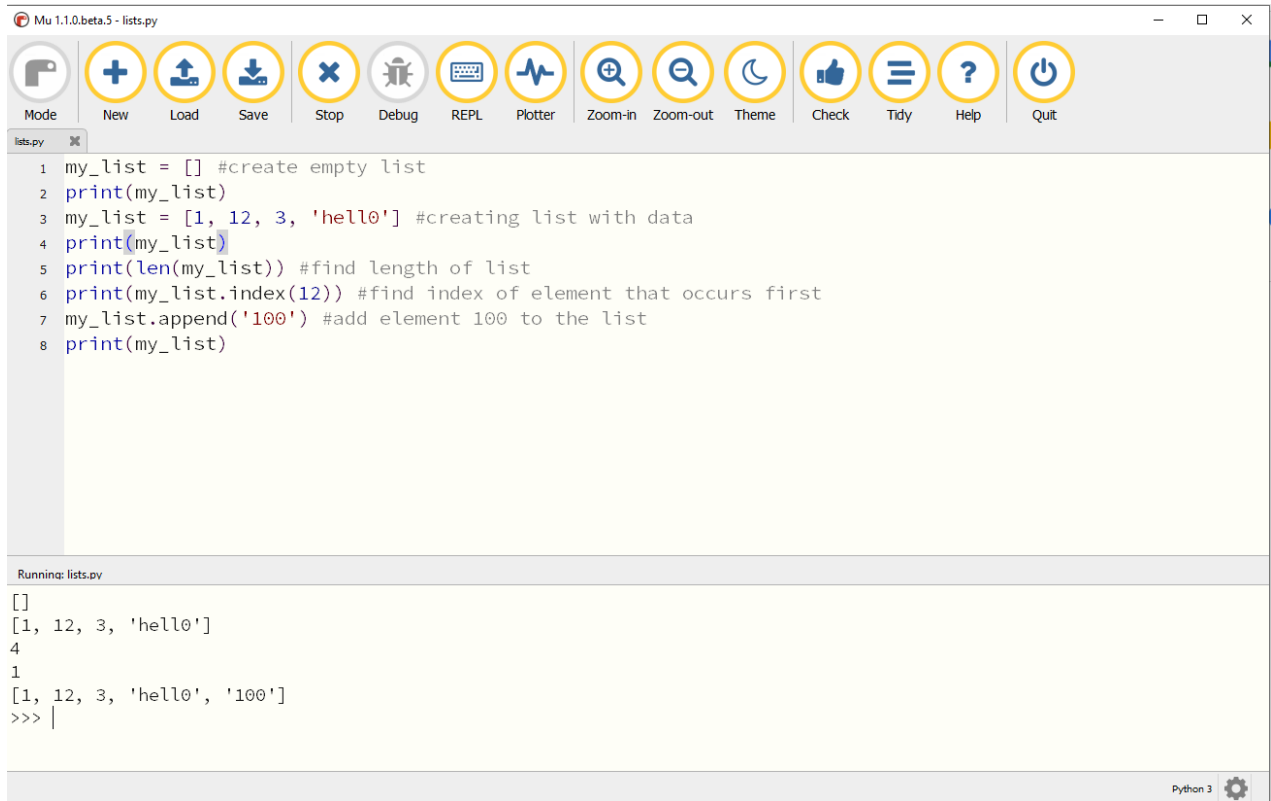 Mu 1.1.0.beta.5 - lists.py
Mode New Load Save Stop Debug REPL Plotter Zoom-in Zoom-out Theme Check Tidy Help Quit
lists.py
1 my_list = [] #create empty list
2 print(my_list)
3 my_list = [1, 12, 3, 'hell0'] #creating list with data
4 print(my_list)
5 print(len(my_list)) #find length of list
6 print(my_list.index(12)) #find index of element that occurs first
7 my_list.append('100') #add element 100 to the list
8 print(my_list)
Running: lists.py
[]
[1, 12, 3, 'hell0']
4
1
[1, 12, 3, 'hell0', '100']
>>>
Python 3